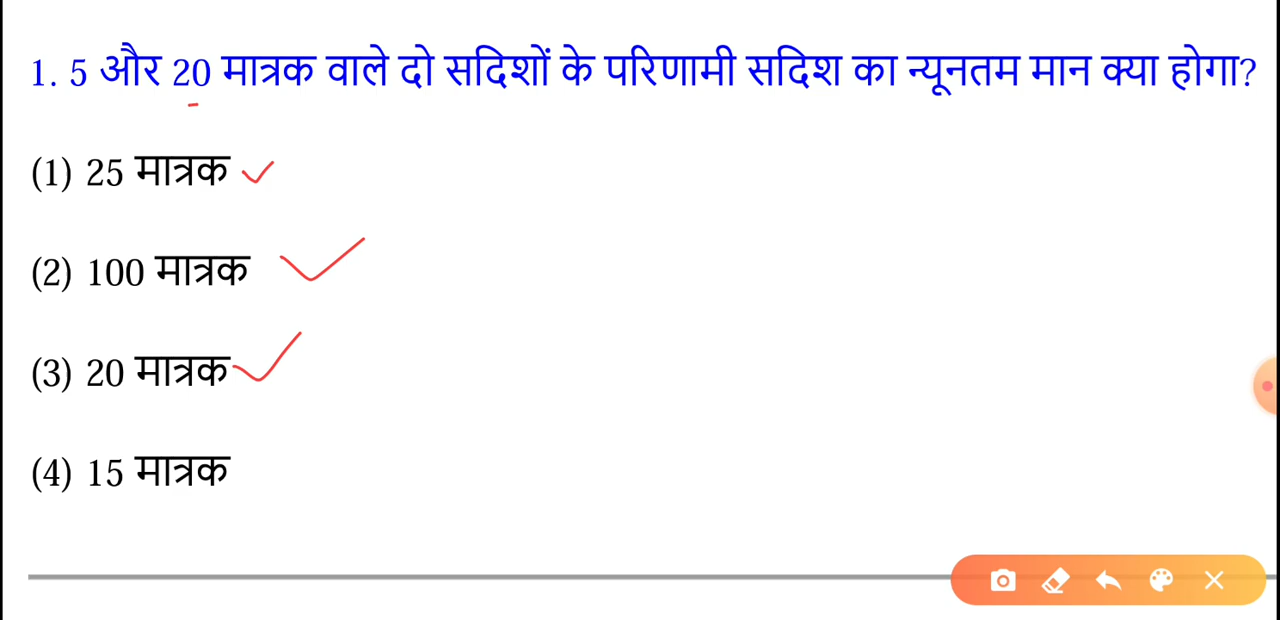 1. 5 और 20 मात्रक वाले दो सदिशों के परिणामी सदिश का न्यूनतम मान क्या होगा?
(1) 25 मात्रक
(2) 100 मात्रक
(3) 20 मात्रक
(4) 15 मात्रक